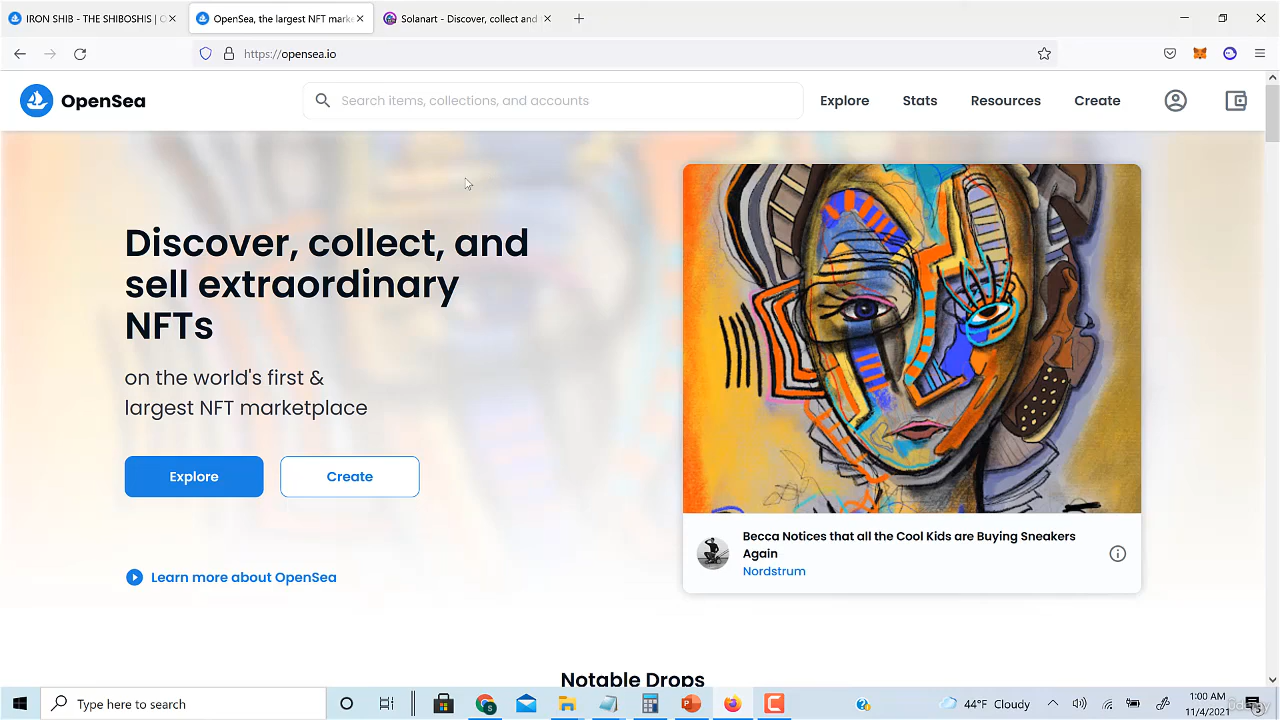 IRON SHIB - THE SHIBOSHIS | O
OpenSea, the largest NFT mark
Solanart - Discover, collect and
https://opensea.io
OpenSea
Search items, collections, and accounts
Explore
Stats
Resources
Create
Discover, collect, and
sell extraordinary
NFTs
on the world's first &
largest NFT marketplace
Explore
Create
Learn more about OpenSea
Becca Notices that all the Cool Kids are Buying Sneakers
Again
Nordstrum
Notable Drops
Type here to search
44°F Cloudy
1:00 AM
11/4/2021
3